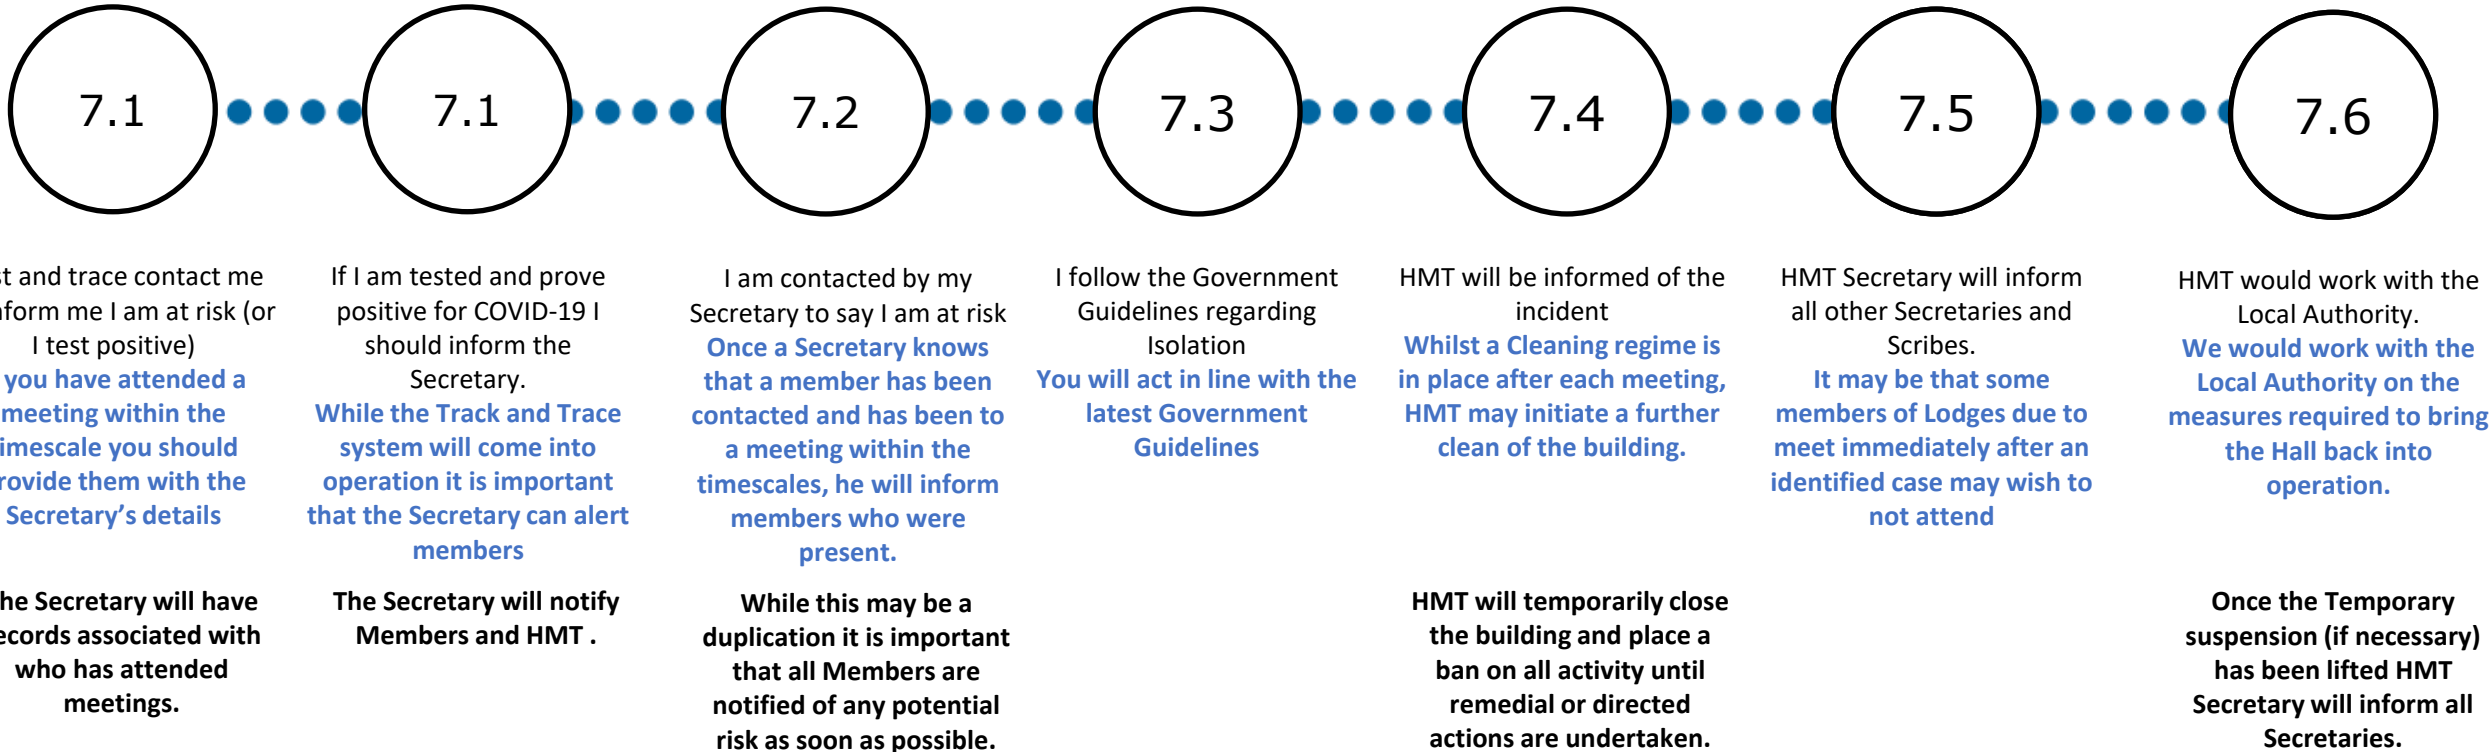 7.1
7.1
7.2
7.3
7.4
7.5
7.6
st and trace contact me
nform me I am at risk (or
I test positive)
you have attended a
meeting within the
imescale you should
rovide them with the
Secretary’s details
he Secretary will have
ecords associated with
who has attended
meetings.
If I am tested and prove
positive for COVID-19 I
should inform the
Secretary.
While the Track and Trace
system will come into
operation it is important
that the Secretary can alert
members
The Secretary will notify
Members and HMT .
I am contacted by my
Secretary to say I am at risk
Once a Secretary knows
that a member has been
contacted and has been to
a meeting within the
timescales, he will inform
members who were
present.
While this may be a
duplication it is important
that all Members are
notified of any potential
risk as soon as possible.
I follow the Government
Guidelines regarding
Isolation
You will act in line with the
latest Government
Guidelines
HMT will be informed of the
incident
Whilst a Cleaning regime is
in place after each meeting,
HMT may initiate a further
clean of the building.
HMT will temporarily close
the building and place a
ban on all activity until
remedial or directed
actions are undertaken.
HMT Secretary will inform
all other Secretaries and
Scribes.
It may be that some
members of Lodges due to
meet immediately after an
identified case may wish to
not attend
HMT would work with the
Local Authority.
We would work with the
Local Authority on the
measures required to bring
the Hall back into
operation.
Once the Temporary
suspension (if necessary)
has been lifted HMT
Secretary will inform all
Secretaries.